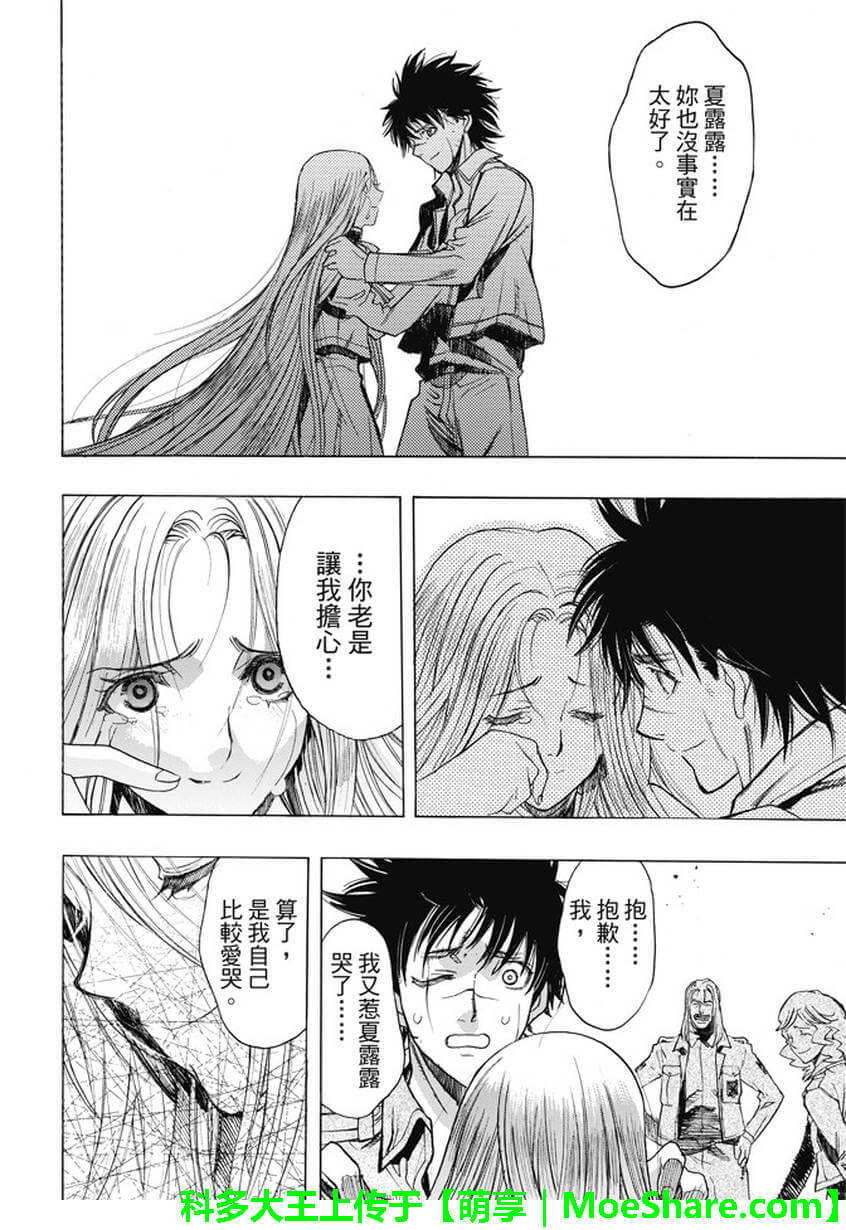 夏露露……
妳也沒事實在
太好了。
…你老是
讓我擔心…
抱……
抱歉……
我，
我又惹夏露露
哭了……
算了，
是我自己
比較愛哭。
科多大王上传于【萌享｜MoeShare.com】